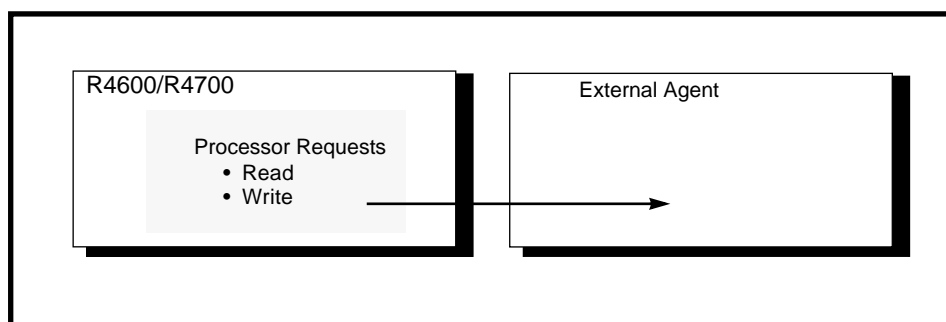 R4600/R4700
External Agent
Processor Requests
• Read
• Write